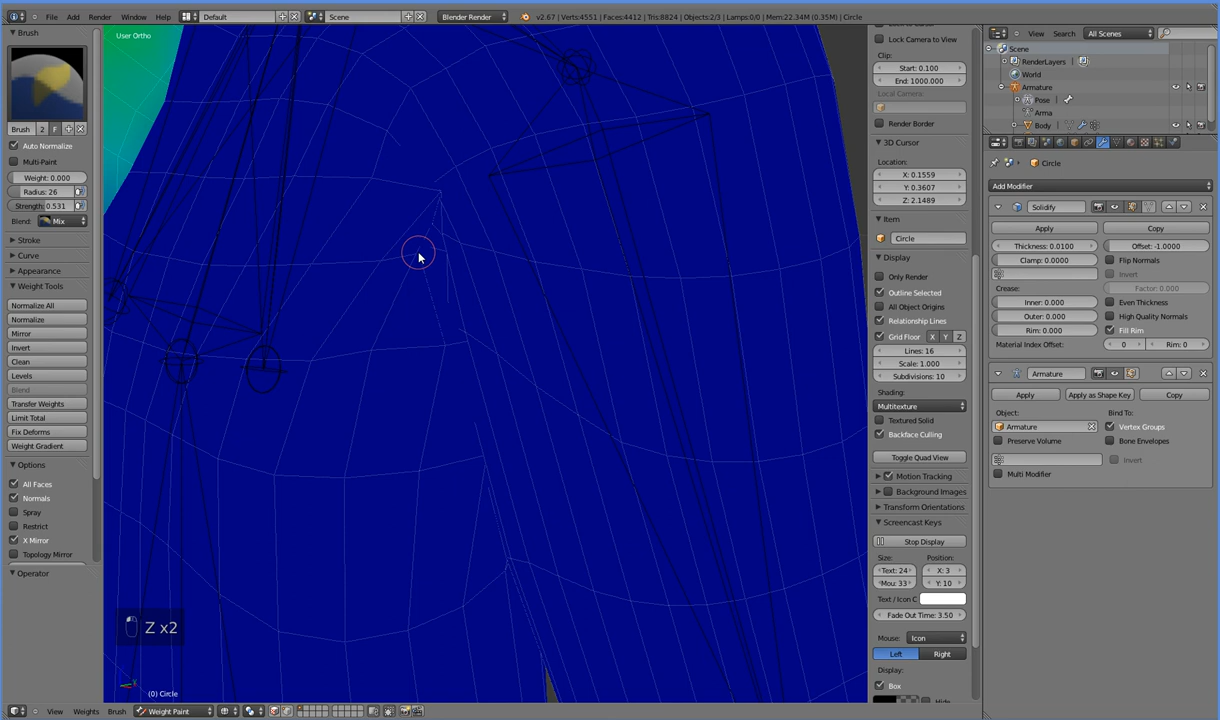 File Add Render Window Help Default Scene Blender Render v2.67 | Verts:4551 | Faces:4412 | Tris:8824 | Objects:2/3 | Lamps:0/0 | Mem:22.34M (0.35M) | Circle
Brush
Brush 2 F
Auto Normalize
Multi-Paint
Weight: 0.000
Radius: 26
Strength: 0.531
Blend: Mix
Stroke
Curve
Appearance
Weight Tools
Normalize All
Normalize
Mirror
Invert
Clean
Levels
Blend
Transfer Weights
Limit Total
Fix Deforms
Weight Gradient
Options
All Faces
Normals
Spray
Restrict
X Mirror
Topology Mirror
Operator
User Ortho
Z x2
(0) Circle
View Weights Brush Weight Paint
Lock Camera to View
Clip:
Start: 0.100
End: 1000.000
Local Camera:
Render Border
3D Cursor
Location:
X: 0.1559
Y: 0.3607
Z: 2.1489
Item
Circle
Display
Only Render
Outline Selected
All Object Origins
Relationship Lines
Grid Floor X Y Z
Lines: 16
Scale: 1.000
Subdivisions: 10
Shading:
Multitexture
Textured Solid
Backface Culling
Toggle Quad View
Motion Tracking
Background Images
Transform Orientations
Screencast Keys
Stop Display
Size: Position:
Text: 24 X: 3
Mou: 33 Y: 10
Text / Icon C
Fade Out Time: 3.50
Mouse: Icon
Left Right
Display:
Box
View Search All Scenes
Scene
RenderLayers
World
Armature
Pose
Arma
Body
Circle
Add Modifier
Solidify
Apply Copy
Thickness: 0.0100 Offset: -1.0000
Clamp: 0.0000 Flip Normals
Invert
Crease: Factor: 0.000
Inner: 0.000 Even Thickness
Outer: 0.000 High Quality Normals
Rim: 0.000 Fill Rim
Material Index Offset: 0 Rim: 0
Armature
Apply Apply as Shape Key Copy
Object: Bind To:
Armature Vertex Groups
Preserve Volume Bone Envelopes
Invert
Multi Modifier